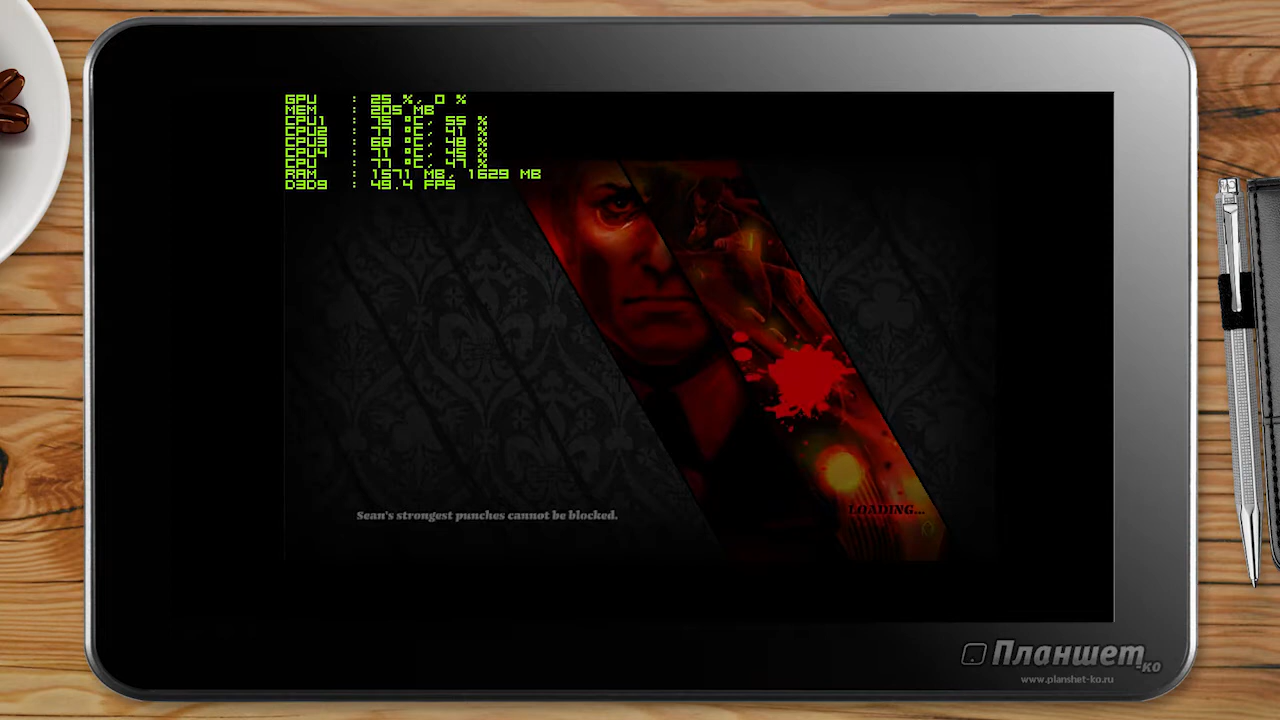 GPU : 25 %, 0 %
MEM : 205 MB
CPU1 : 75 °C, 55 %
CPU2 : 77 °C, 41 %
CPU3 : 68 °C, 48 %
CPU4 : 71 °C, 45 %
CPU : 77 °C, 47 %
RAM : 1571 MB, 1629 MB
D3D9 : 49.4 FPS
Sean's strongest punches cannot be blocked.
LOADING...
Планшет-ко
www.planshet-ko.ru